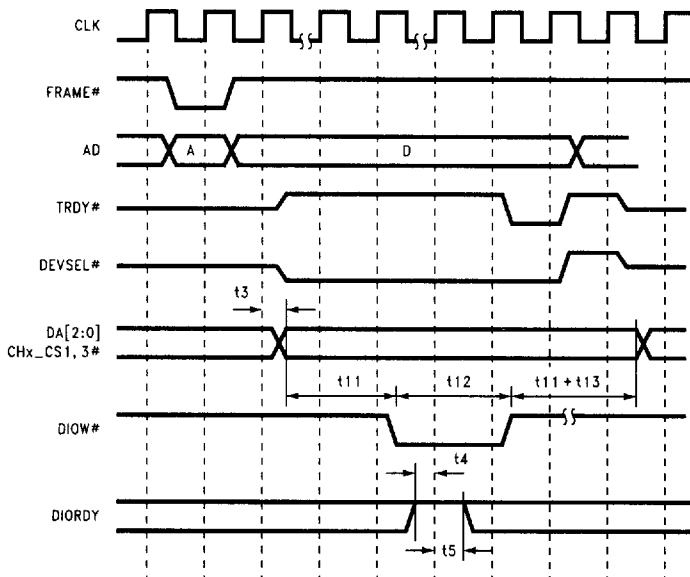 CLK
FRAME#
AD
A
D
TRDY#
DEVSEL#
t3
DA[2:0]
CHx_CS1,3#
t11
t12
t11+t13
DIOW#
t4
DIORDY
t5